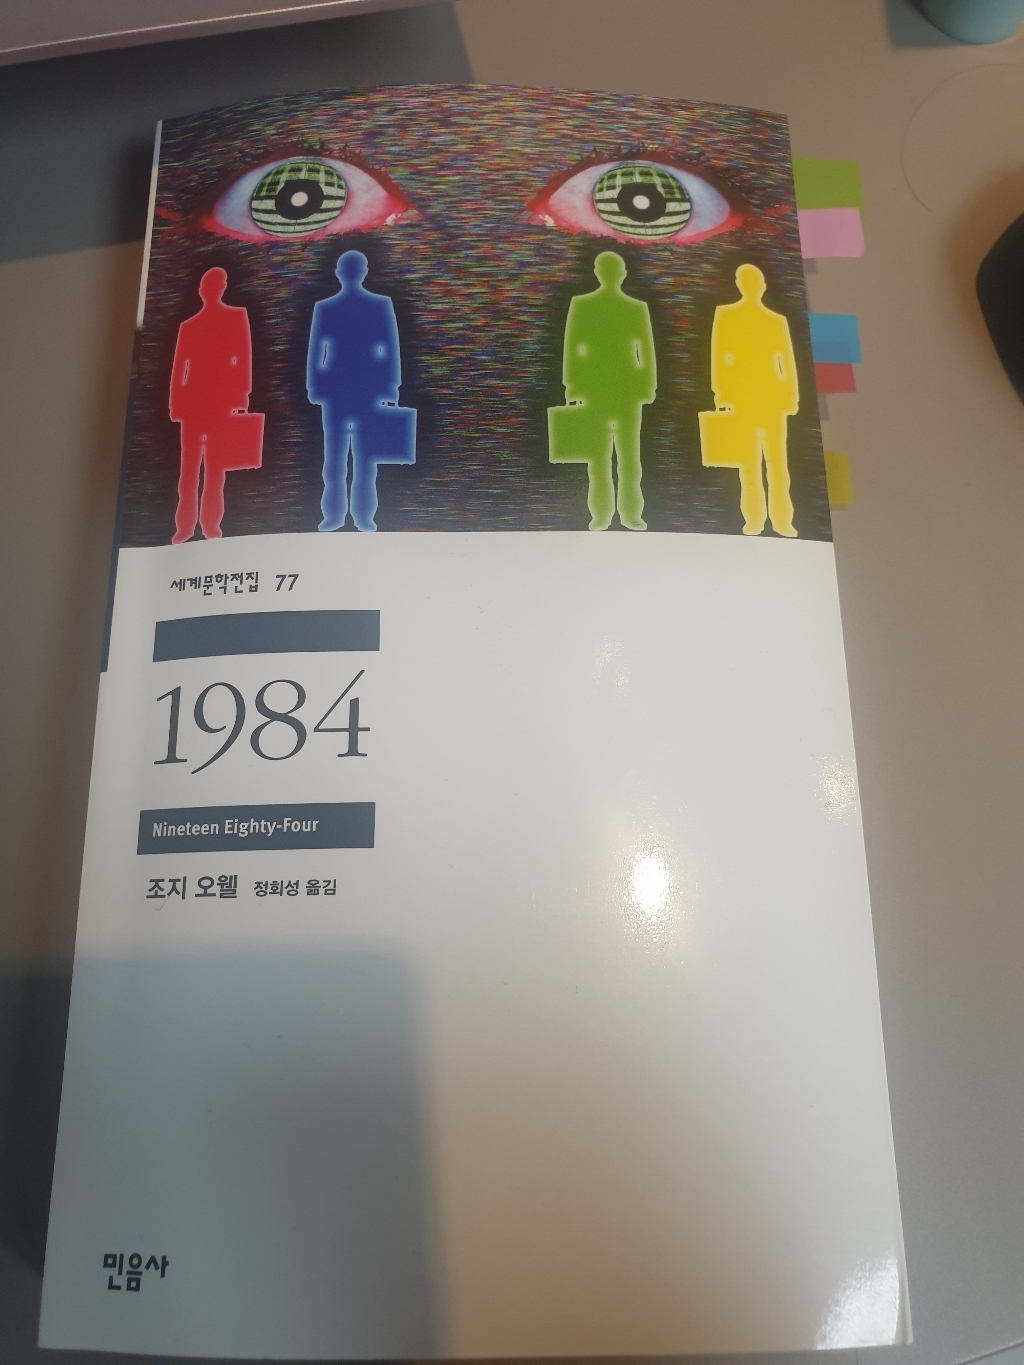 세계문학전집 77
1984
Nineteen Eighty-Four
조지 오웰 정회성 옮김
민음사